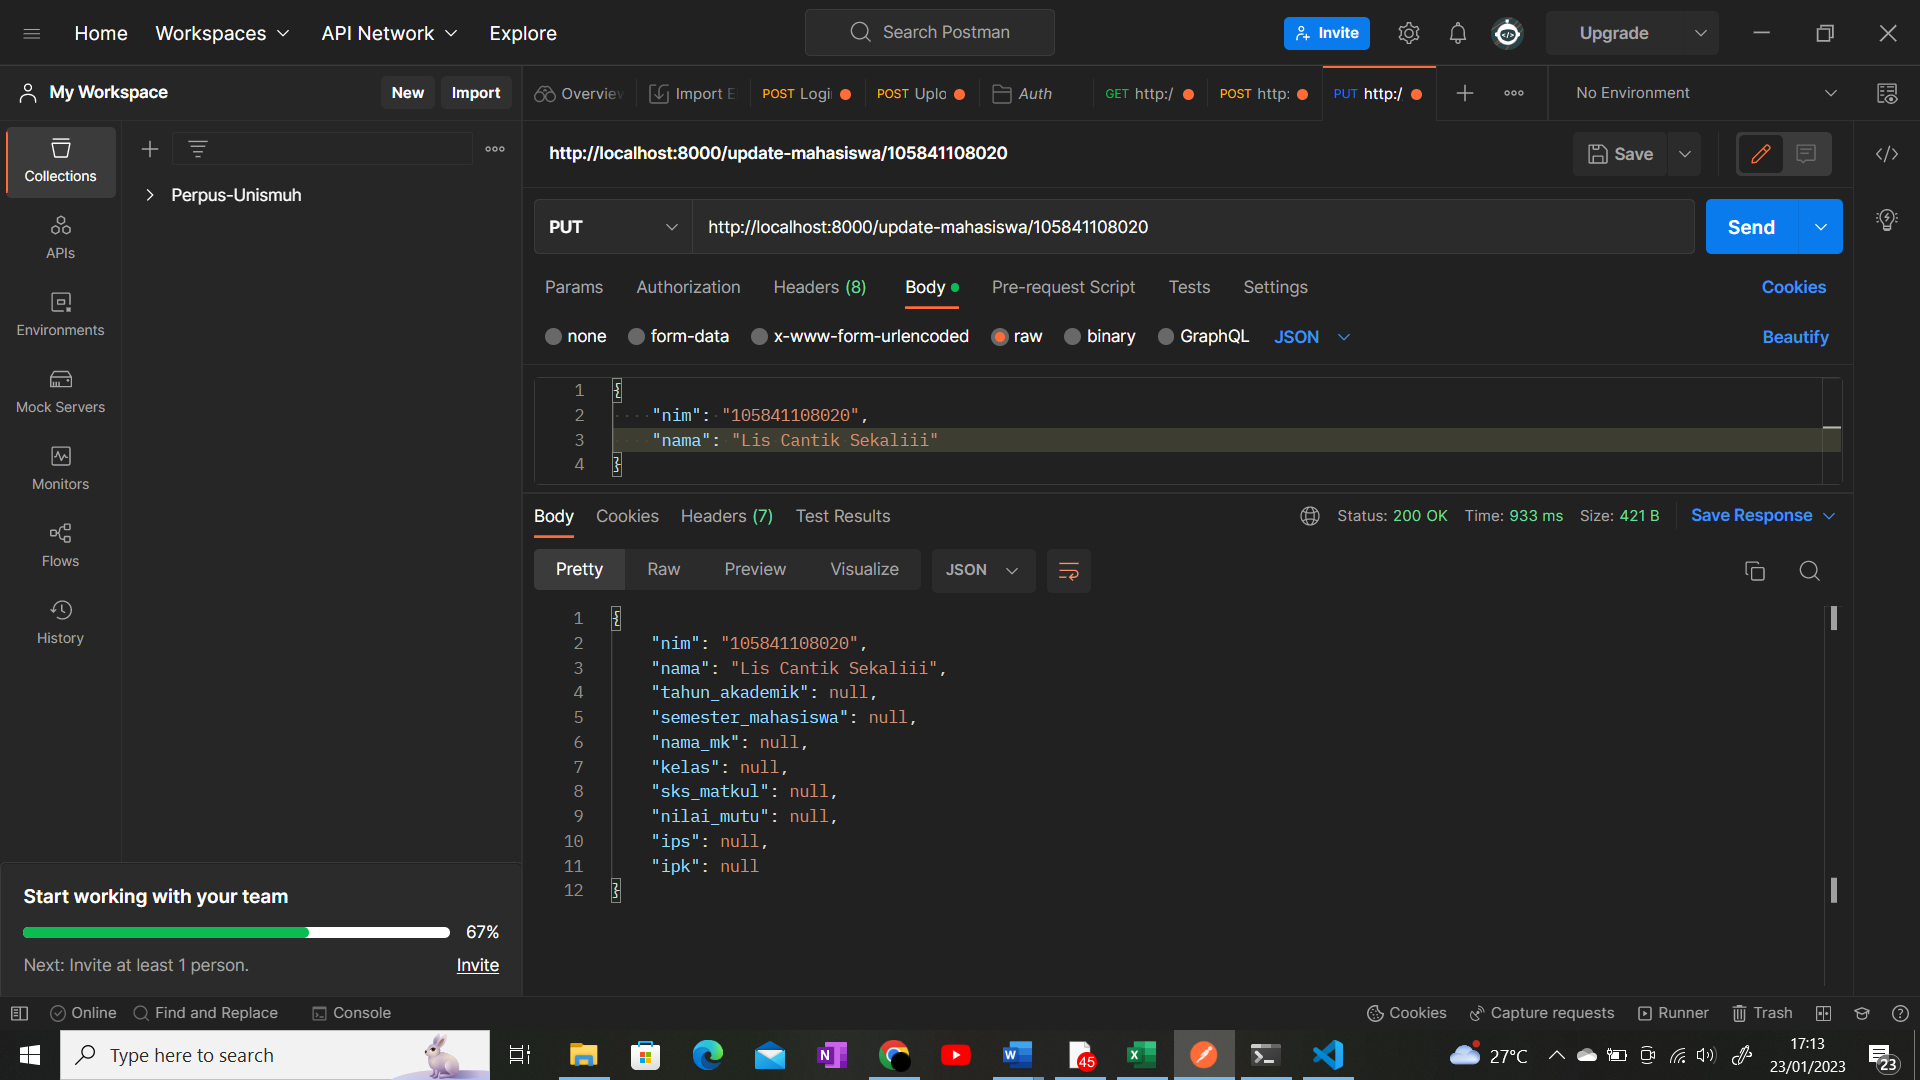 Home
Workspaces
API Network
Explore
Search Postman
Invite
Upgrade
My Workspace
New
Import
Overview
Import E
POST Logi
POST Uplo
Auth
GET http:/
POST http:
PUT http:/
No Environment
Collections
APIs
Environments
Mock Servers
Monitors
Flows
History
Perpus-Unismuh
http://localhost:8000/update-mahasiswa/105841108020
Save
PUT
http://localhost:8000/update-mahasiswa/105841108020
Send
Params
Authorization
Headers (8)
Body
Pre-request Script
Tests
Settings
Cookies
none
form-data
x-www-form-urlencoded
raw
binary
GraphQL
JSON
Beautify
1 {
2 "nim": "105841108020",
3 "nama": "Lis Cantik Sekaliii"
4 }
Body
Cookies
Headers (7)
Test Results
Status: 200 OK
Time: 933 ms
Size: 421 B
Save Response
Pretty
Raw
Preview
Visualize
JSON
1 {
2 "nim": "105841108020",
3 "nama": "Lis Cantik Sekaliii",
4 "tahun_akademik": null,
5 "semester_mahasiswa": null,
6 "nama_mk": null,
7 "kelas": null,
8 "sks_matkul": null,
9 "nilai_mutu": null,
10 "ips": null,
11 "ipk": null
12 }
Start working with your team
67%
Next: Invite at least 1 person.
Invite
Online
Find and Replace
Console
Cookies
Capture requests
Runner
Trash
Type here to search
45
27°C
17:13
23/01/2023
23